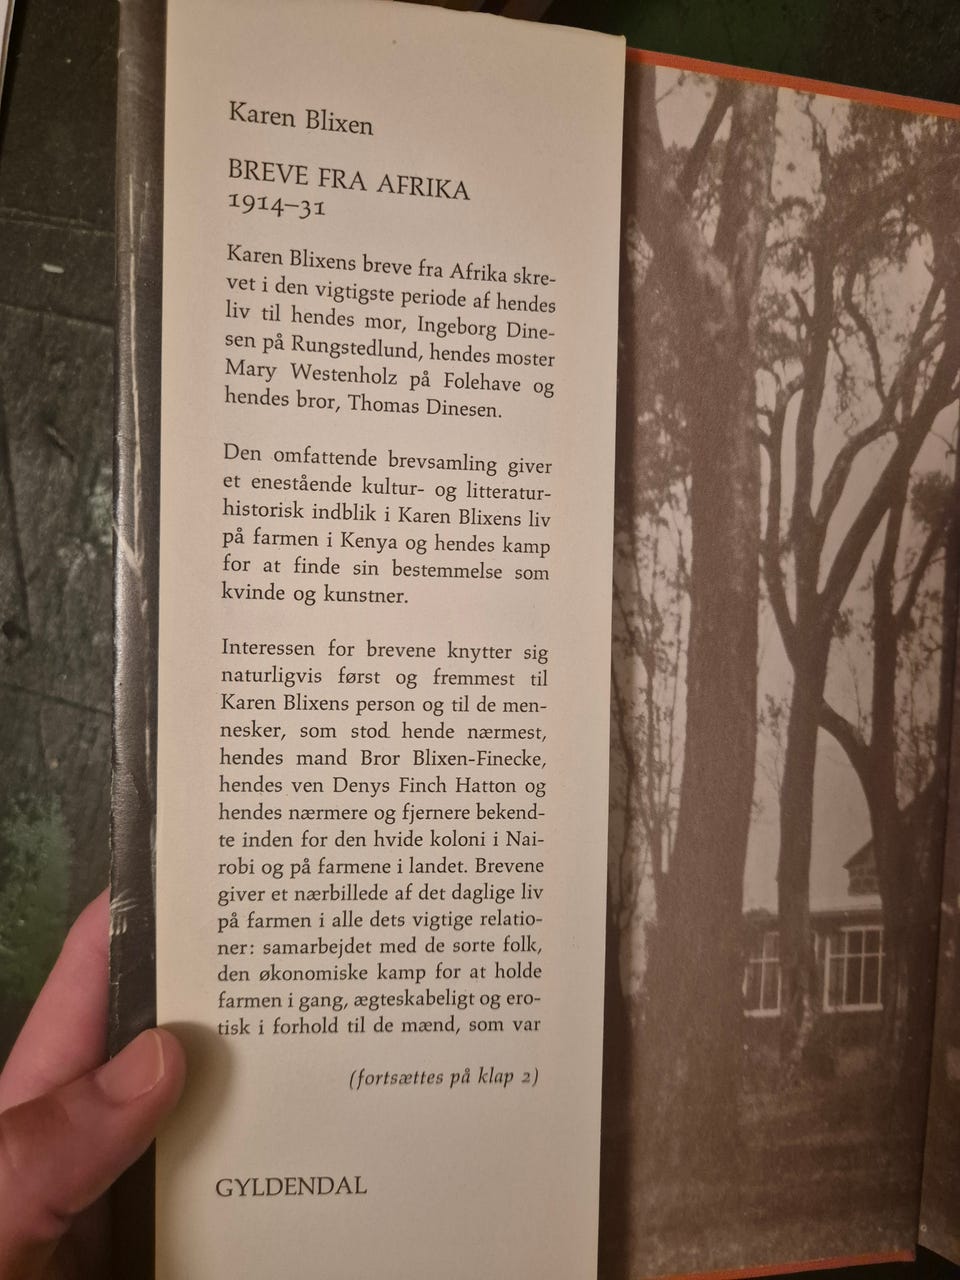 Karen Blixen
BREVE FRA AFRIKA
1914–31
Karen Blixens breve fra Afrika skre-
vet i den vigtigste periode af hendes
liv til hendes mor, Ingeborg Dine-
sen på Rungstedlund, hendes moster
Mary Westenholz på Folehave og
hendes bror, Thomas Dinesen.
Den omfattende brevsamling giver
et enestående kultur- og litteratur-
historisk indblik i Karen Blixens liv
på farmen i Kenya og hendes kamp
for at finde sin bestemmelse som
kvinde og kunstner.
Interessen for brevene knytter sig
naturligvis først og fremmest til
Karen Blixens person og til de men-
nesker, som stod hende nærmest,
hendes mand Bror Blixen-Finecke,
hendes ven Denys Finch Hatton og
hendes nærmere og fjernere bekend-
te inden for den hvide koloni i Nai-
robi og på farmene i landet. Brevene
giver et nærbillede af det daglige liv
på farmen i alle dets vigtige relatio-
ner: samarbejdet med de sorte folk,
den økonomiske kamp for at holde
farmen i gang, ægteskabeligt og ero-
tisk i forhold til de mænd, som var
(fortsættes på klap 2)
GYLDENDAL